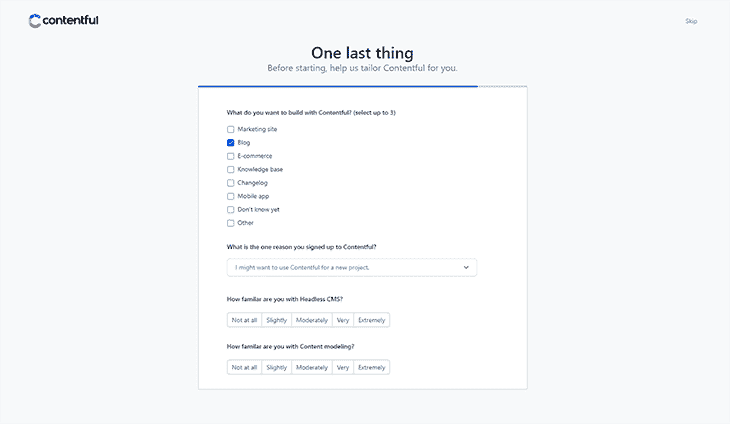 contentful
Skip
One last thing
Before starting, help us tailor Contentful for you.
What do you want to build with Contentful? (select up to 3)
Marketing site
Blog
E-commerce
Knowledge base
Changelog
Mobile app
Don't know yet
Other
What is the one reason you signed up to Contentful?
I might want to use Contentful for a new project.
How familar are you with Headless CMS?
Not at all Slightly Moderately Very Extremely
How familar are you with Content modeling?
Not at all Slightly Moderately Very Extremely